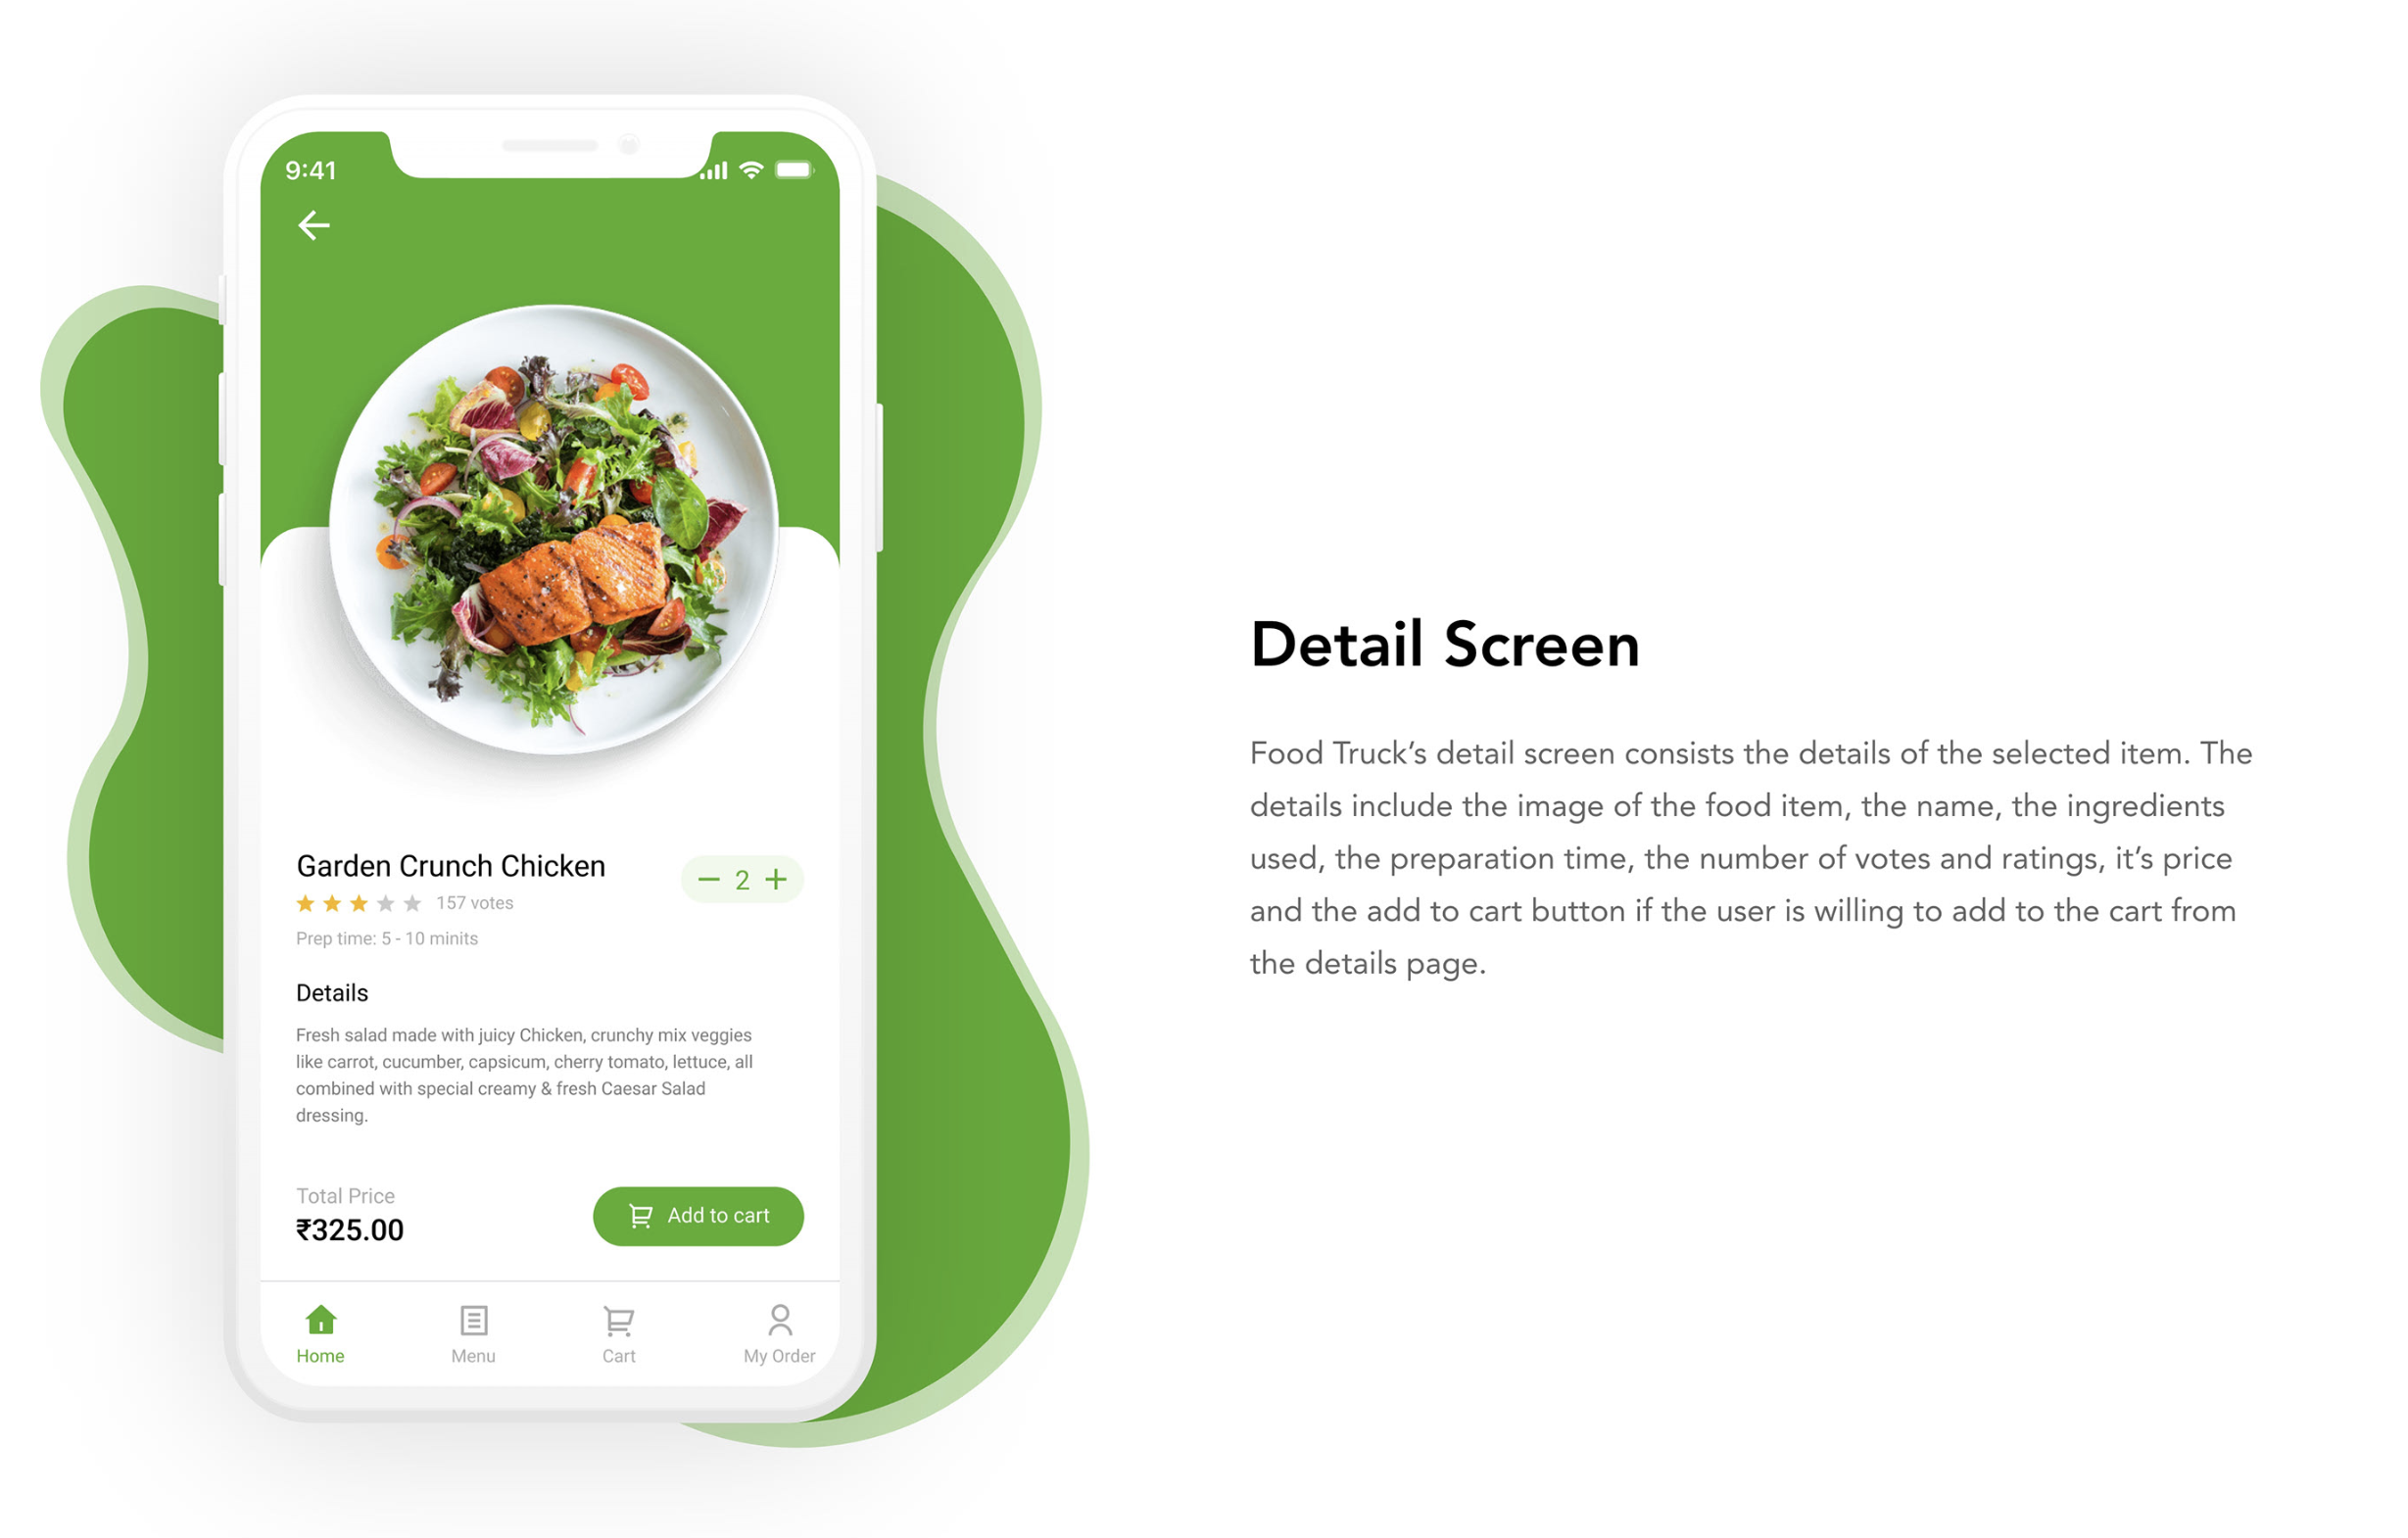 9:41
Garden Crunch Chicken
2
157 votes
Prep time: 5 - 10 minits
Details
Fresh salad made with juicy Chicken, crunchy mix veggies
like carrot, cucumber, capsicum, cherry tomato, lettuce, all
combined with special creamy & fresh Caesar Salad
dressing.
Total Price
₹325.00
Add to cart
Home
Menu
Cart
My Order
Detail Screen
Food Truck’s detail screen consists the details of the selected item. The
details include the image of the food item, the name, the ingredients
used, the preparation time, the number of votes and ratings, it’s price
and the add to cart button if the user is willing to add to the cart from
the details page.